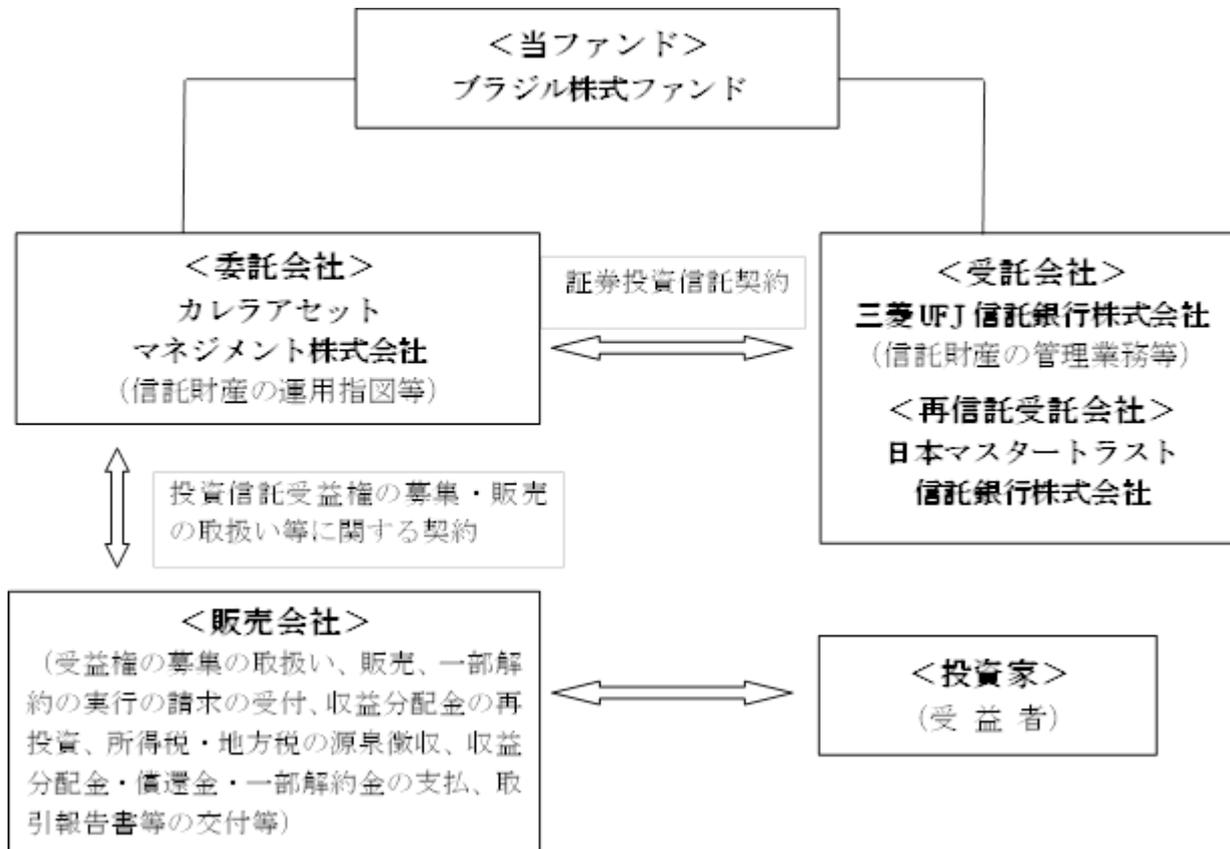 ＜当ファンド＞
ブラジル株式ファンド
＜委託会社＞
カレラアセット
マネジメント株式会社
（信託財産の運用指図等）
証券投資信託契約
＜受託会社＞
三菱UFJ信託銀行株式会社
（信託財産の管理業務等）
＜再信託受託会社＞
日本マスタートラスト
信託銀行株式会社
投資信託受益権の募集・販売
の取扱い等に関する契約
＜販売会社＞
（受益権の募集の取扱い、販売、一部解
約の実行の請求の受付、収益分配金の再
投資、所得税・地方税の源泉徴収、収益
分配金・償還金・一部解約金の支払、取
引報告書等の交付等）
＜投資家＞
（受 益 者）